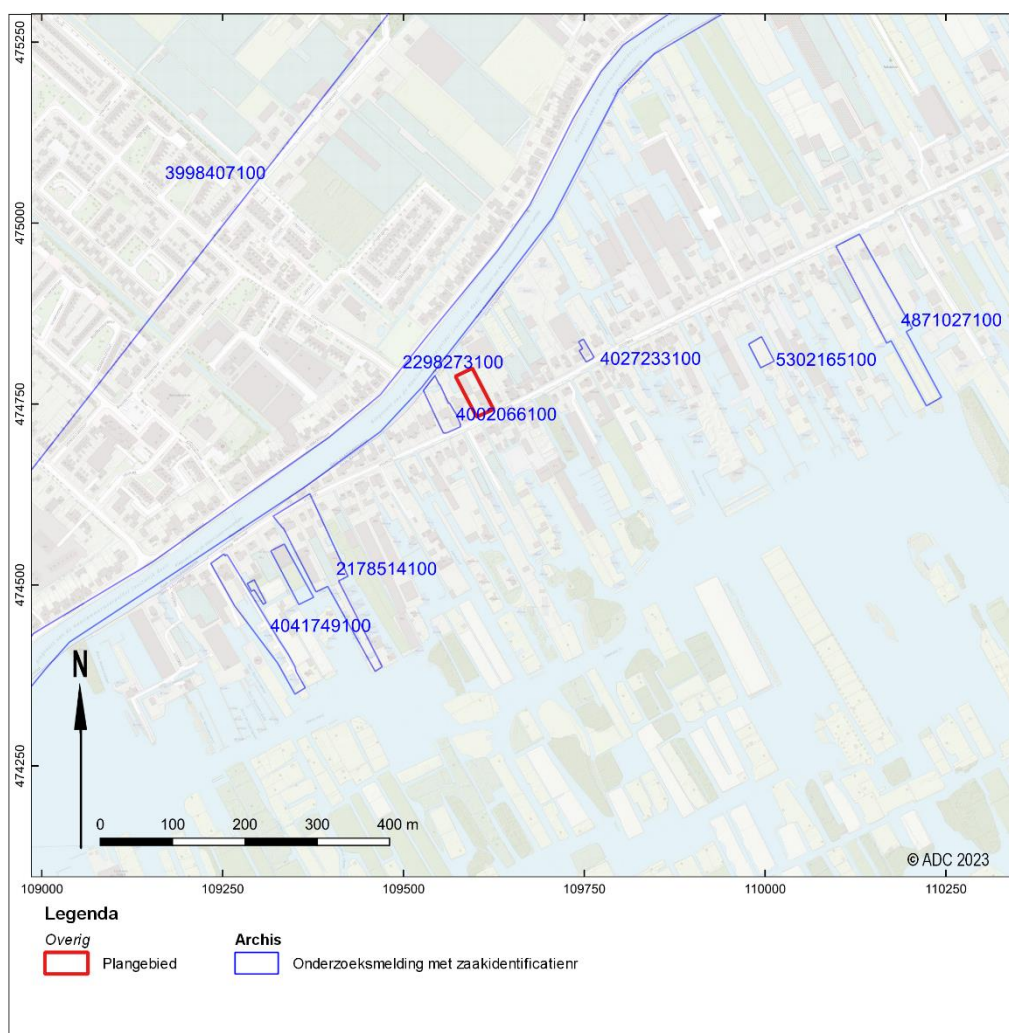 475250
475000
474750
474500
474250
3998407100
2298273100
4002066100
4027233100
5302165100
4871027100
2178514100
4041749100
N
0 100 200 300 400 m
© ADC 2023
109000 109250 109500 109750 110000 110250
Legenda
Overig Archis
Plangebied Onderzoeksmelding met zaakidentificatienr